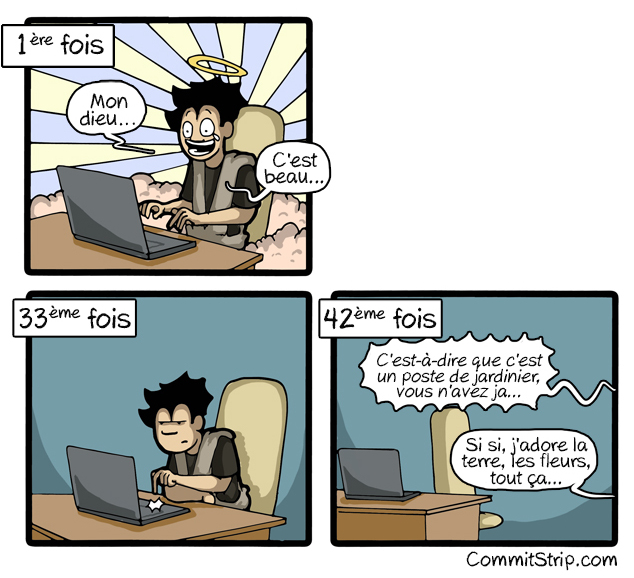 1ère fois
Mon
dieu...
C'est
beau...
33ème fois
42ème fois
C'est-à-dire que c'est
un poste de jardinier,
vous n'avez ja...
Si si, j'adore la
terre, les fleurs,
tout ça...
CommitStrip.com